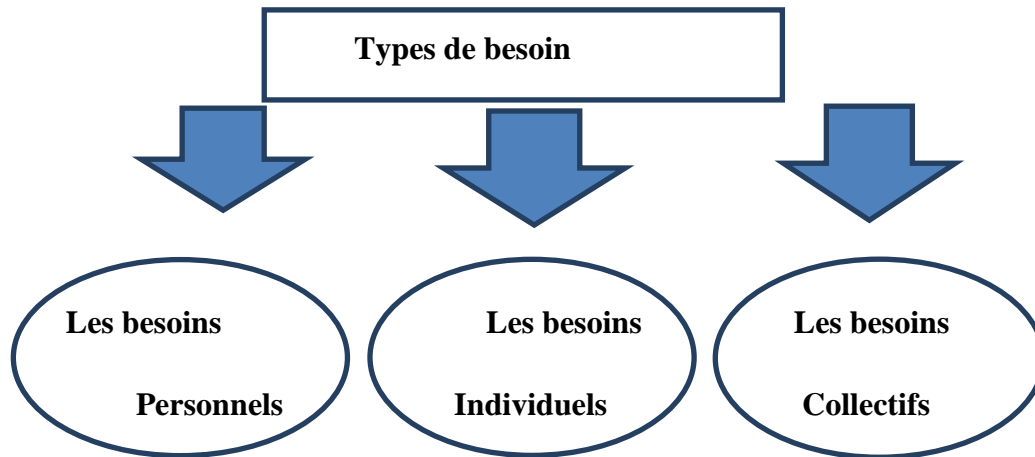 Types de besoin
Les besoins
Personnels
Les besoins
Individuels
Les besoins
Collectifs